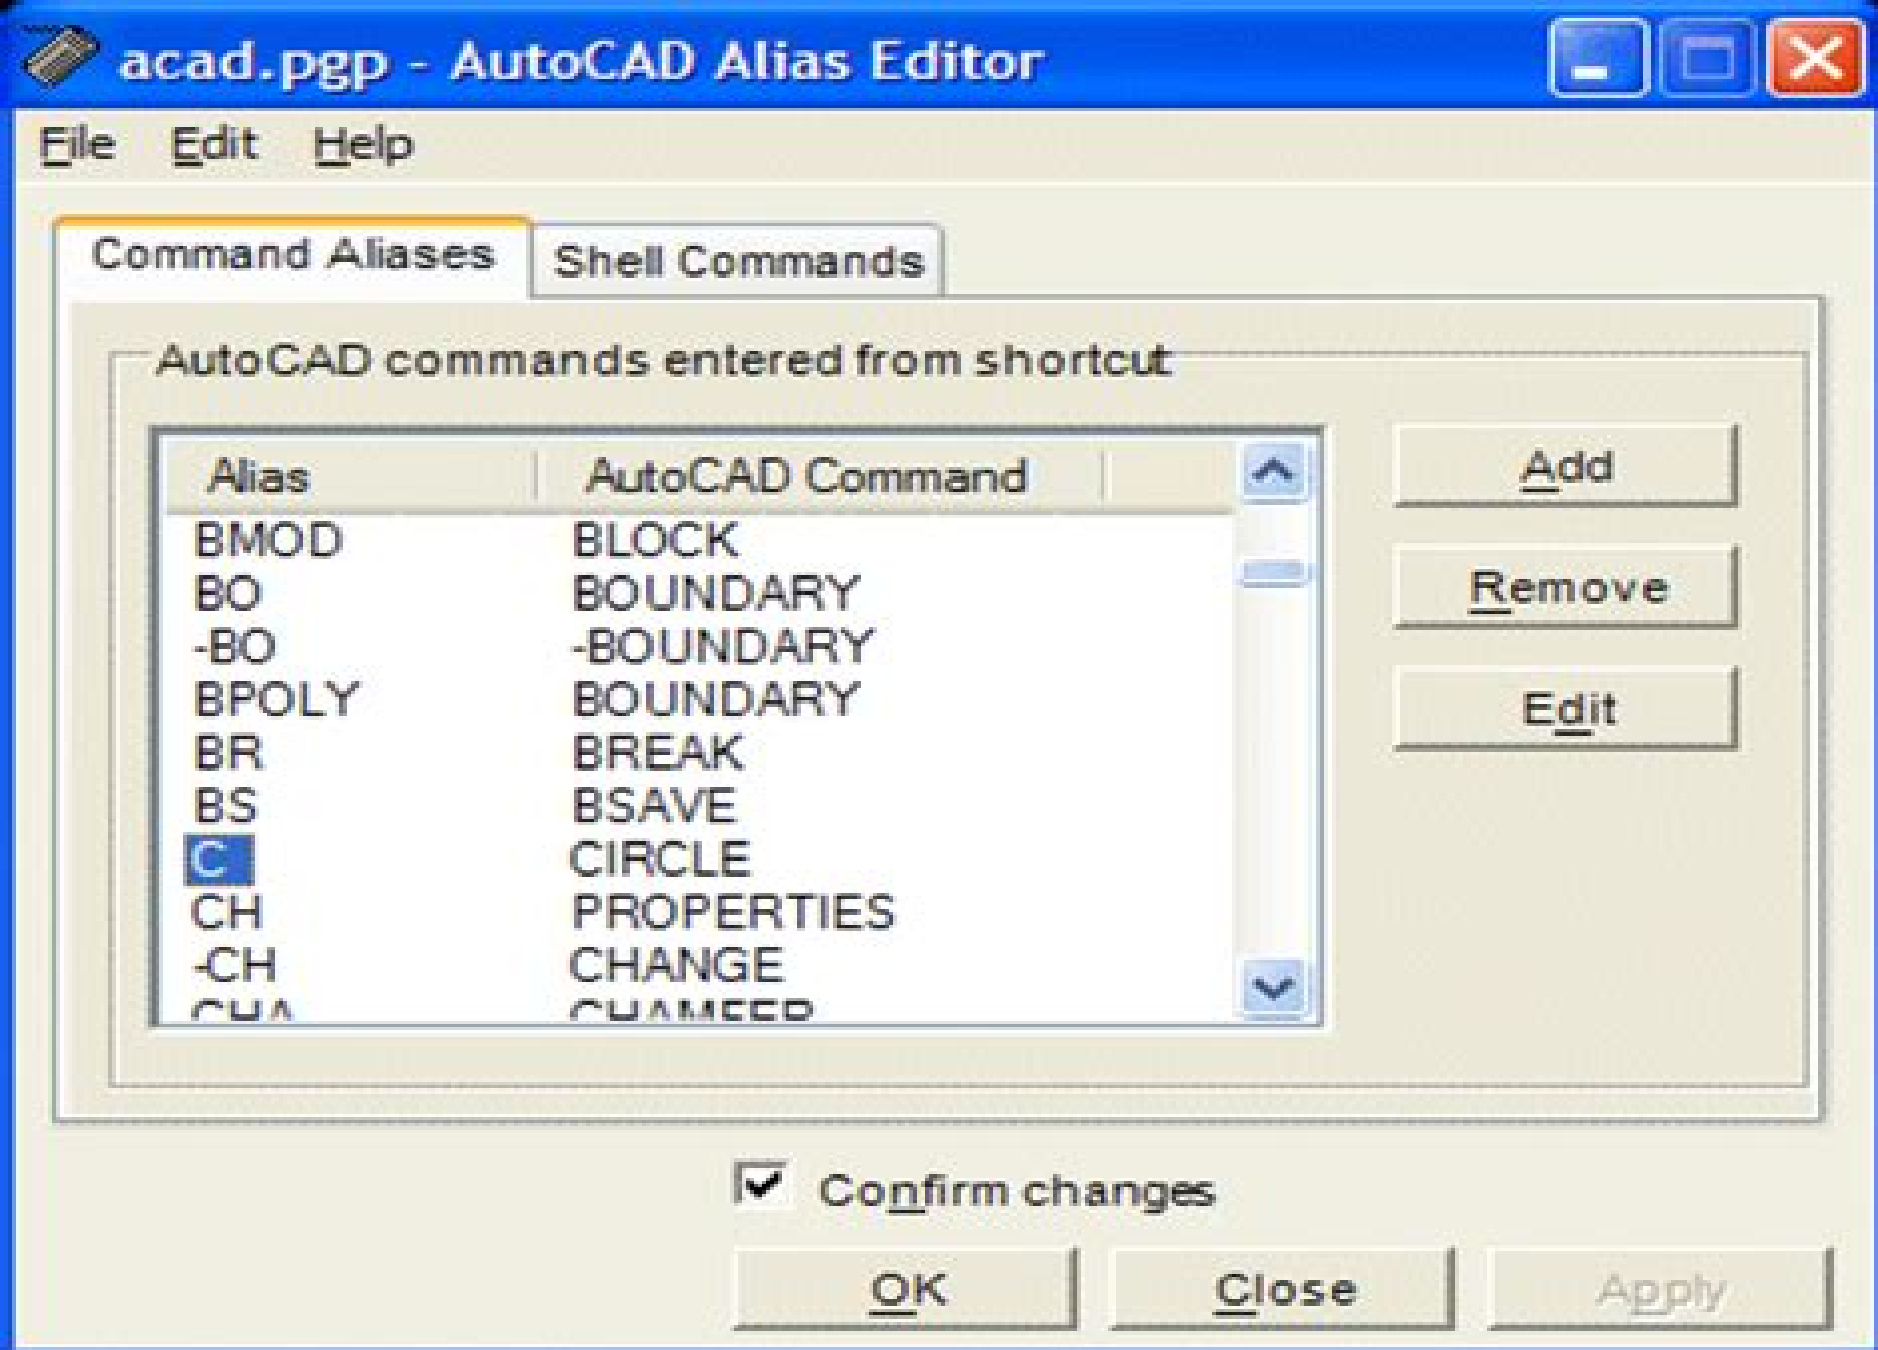 acad.pgp - AutoCAD Alias Editor
File Edit Help
Command Aliases Shell Commands
AutoCAD commands entered from shortcut
Alias AutoCAD Command
BMOD BLOCK
BO BOUNDARY
-BO -BOUNDARY
BPOLY BOUNDARY
BR BREAK
BS BSAVE
C CIRCLE
CH PROPERTIES
-CH CHANGE
CHA CHAMFER
Add
Remove
Edit
Confirm changes
OK Close Apply